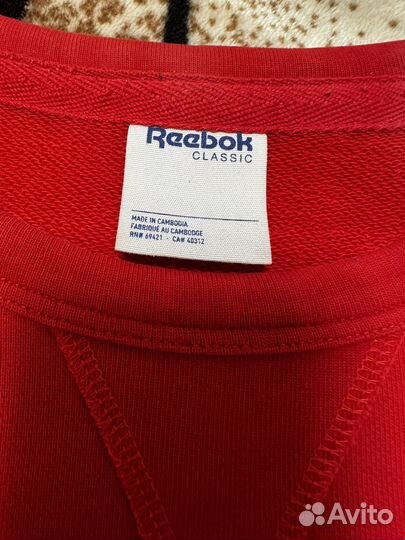 Reebok
CLASSIC
MADE IN CAMBODIA
FABRIQUÉ AU CAMBODGE
RN# 69421 - CA# 40312
Avito